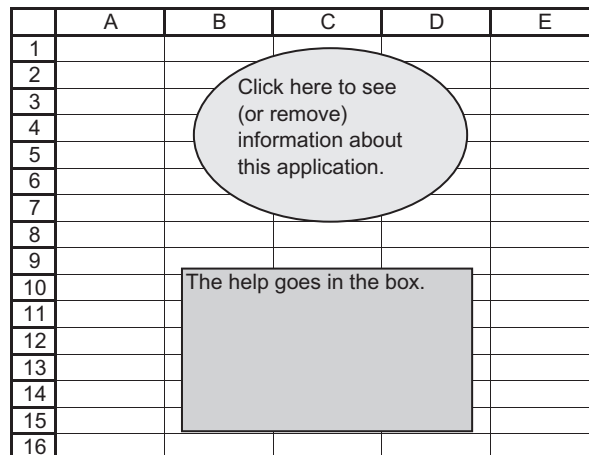 A B C D E
1
2
Click here to see
3
(or remove)
4
information about
5
this application.
6
7
8
9
10
The help goes in the box.
11
12
13
14
15
16